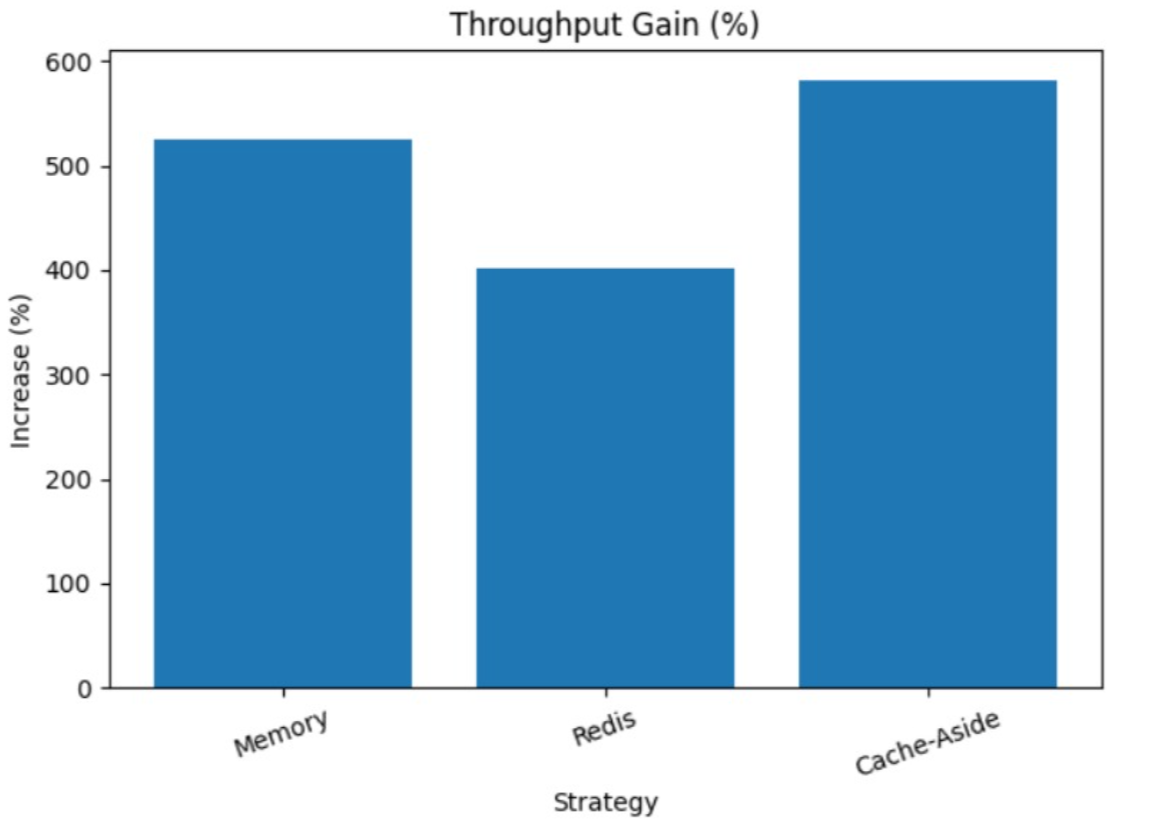 Throughput Gain (%)
600
500
400
300
200
100
0
Increase (%)
Memory
Redis
Cache-Aside
Strategy